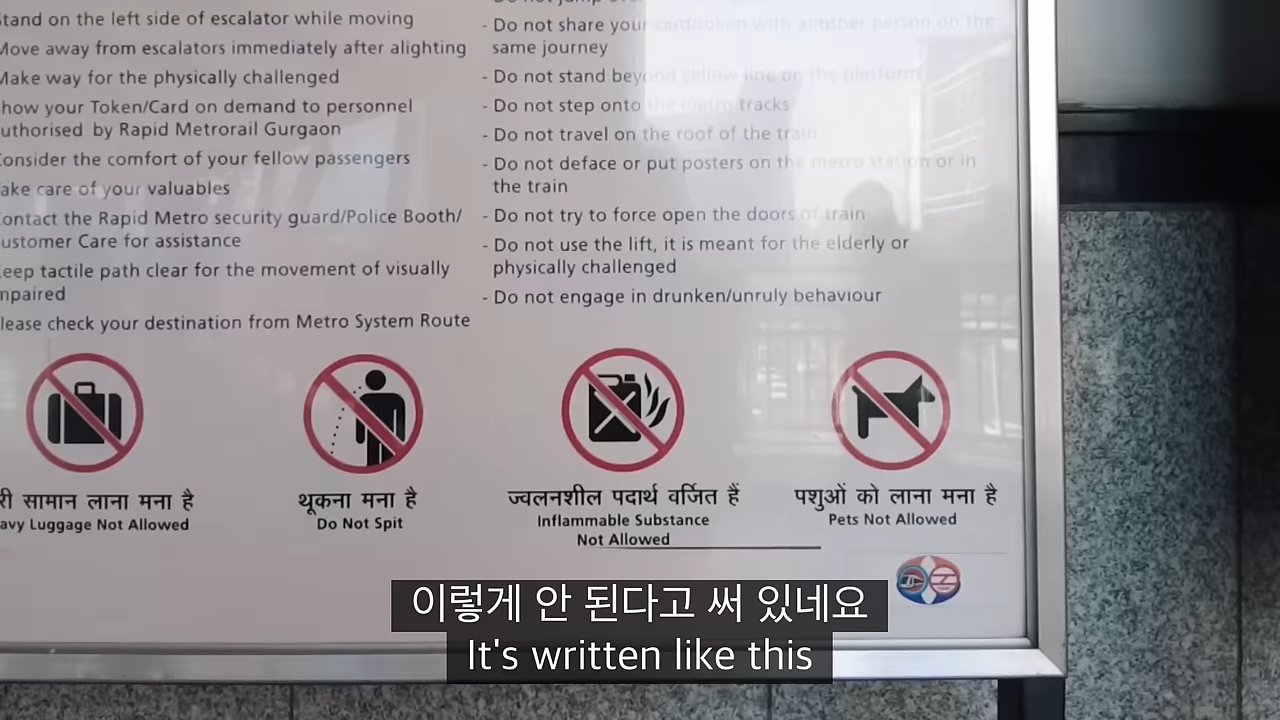 Stand on the left side of escalator while moving
Move away from escalators immediately after alighting
Make way for the physically challenged
how your Token/Card on demand to personnel
uthorised by Rapid Metrorail Gurgaon
Consider the comfort of your fellow passengers
ake care of your valuables
Contact the Rapid Metro security guard/Police Booth/
ustomer Care for assistance
eep tactile path clear for the movement of visually
mpaired
lease check your destination from Metro System Route
- Do not share your card/token with another person on the
same journey
- Do not stand beyond yellow line on the platform
- Do not step onto the metro tracks
- Do not travel on the roof of the train
- Do not deface or put posters on the metro station or in
the train
- Do not try to force open the doors of train
- Do not use the lift, it is meant for the elderly or
physically challenged
- Do not engage in drunken/unruly behaviour
री सामान लाना मना है
avy Luggage Not Allowed
थूकना मना है
Do Not Spit
ज्वलनशील पदार्थ वर्जित हैं
Inflammable Substance
Not Allowed
पशुओं को लाना मना है
Pets Not Allowed
이렇게 안 된다고 써 있네요
It's written like this